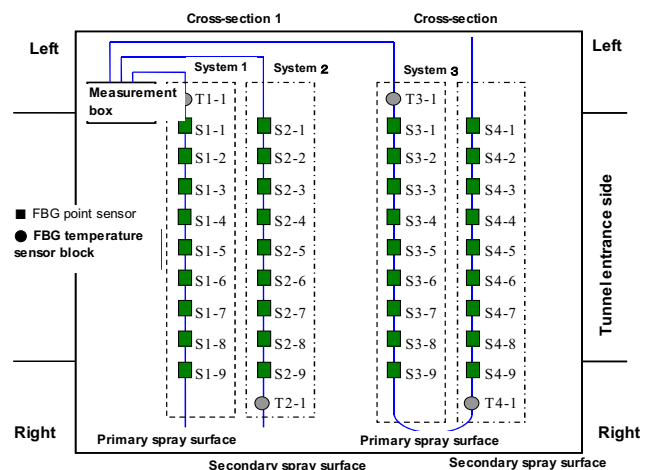 Cross-section 1
Cross-section
Left
Left
System 1
System 2
System 3
Measurement
box
T1-1
T3-1
S1-1
S2-1
S3-1
S4-1
S1-2
S2-2
S3-2
S4-2
S1-3
S2-3
S3-3
S4-3
S1-4
S2-4
S3-4
S4-4
S1-5
S2-5
S3-5
S4-5
S1-6
S2-6
S3-6
S4-6
S1-7
S2-7
S3-7
S4-7
S1-8
S2-8
S3-8
S4-8
S1-9
S2-9
S3-9
S4-9
T2-1
T4-1
FBG point sensor
FBG temperature
sensor block
Tunnel entrance side
Right
Right
Primary spray surface
Primary spray surface
Secondary spray surface
Secondary spray surface